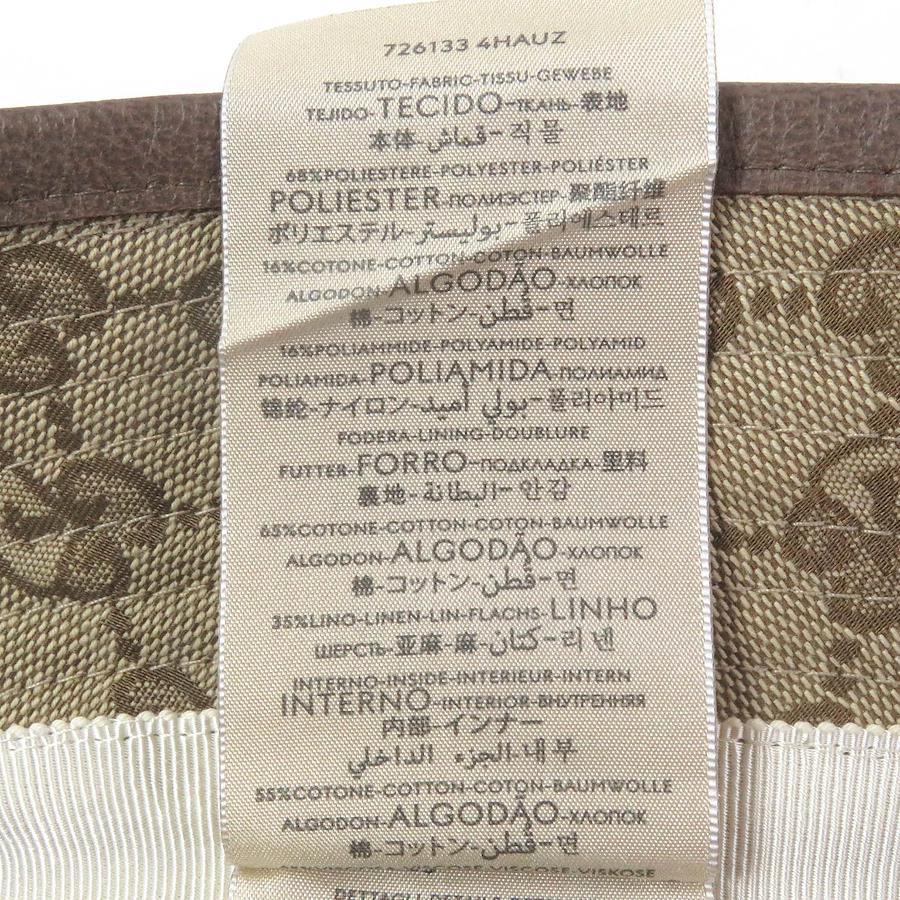 726133 4HAUZ
TESSUTO-FABRIC-TISSU-GEWEBE
TEJIDO-TECIDO-ТКАНЬ-表地
本体-قماش-직물
68%POLIESTERE-POLYESTER-POLIÉSTER
POLIESTER-ПОЛИЭСТЕР-聚酯纤维
ポリエステル-بوليستر-폴리에스테르
16%COTONE-COTTON-COTON-BAUMWOLLE
ALGODON-ALGODÃO-ХЛОПОК
棉-コットン-قُطن-면
16%POLIAMMIDE-POLYAMIDE-POLYAMID
POLIAMIDA-POLIAMIDA-ПОЛИАМИД
锦纶-ナイロン-بولي أميد-폴리아미드
FODERA-LINING-DOUBLURE
FUTTER-FORRO-ПОДКЛАДКА-里料
裏地-البطانة-안감
65%COTONE-COTTON-COTON-BAUMWOLLE
ALGODON-ALGODÃO-ХЛОПОК
棉-コットン-قُطن-면
35%LINO-LINEN-LIN-FLACHS-LINHO
ШЕРСТЬ-亚麻-麻-كتان-리넨
INTERNO-INSIDE-INTERIEUR-INTERN
INTERNO-INTERIOR-ВНУТРЕННЯЯ
内部-インナー
내부-الجزء الداخلي
55%COTONE-COTTON-COTON-BAUMWOLLE
ALGODON-ALGODÃO-ХЛОПОК
棉-コットン-قُطن-면
VISCOSE-VISCOSE
DETTAGLI-DETAILS